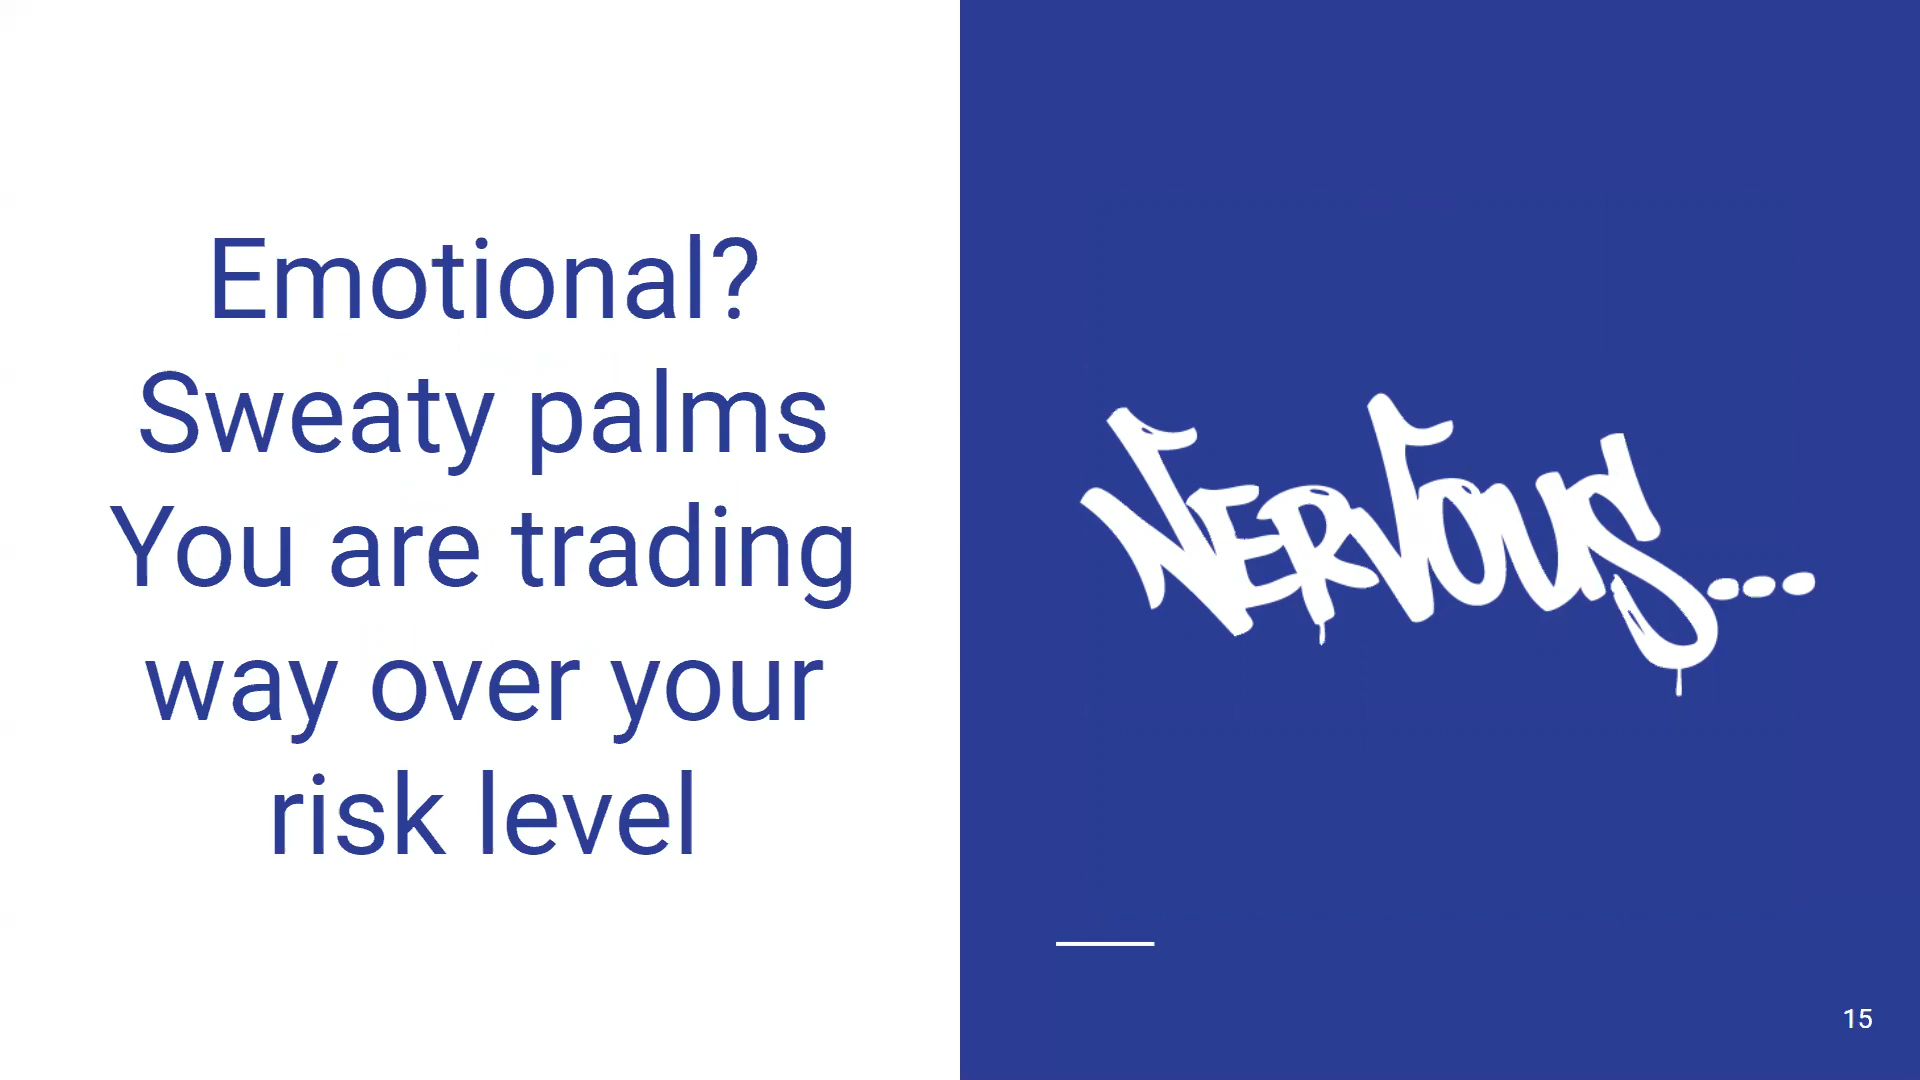 Emotional?
Sweaty palms
You are trading
way over your
risk level
NERVOUS...
15